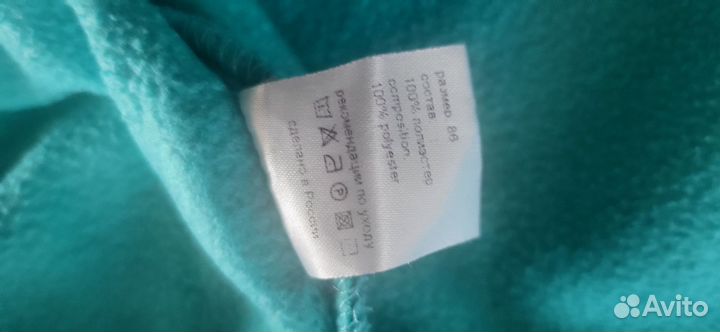 размер 86
состав
100% полиэстер
composition
100% polyester
рекомендации по уходу
сделано в России
Avito